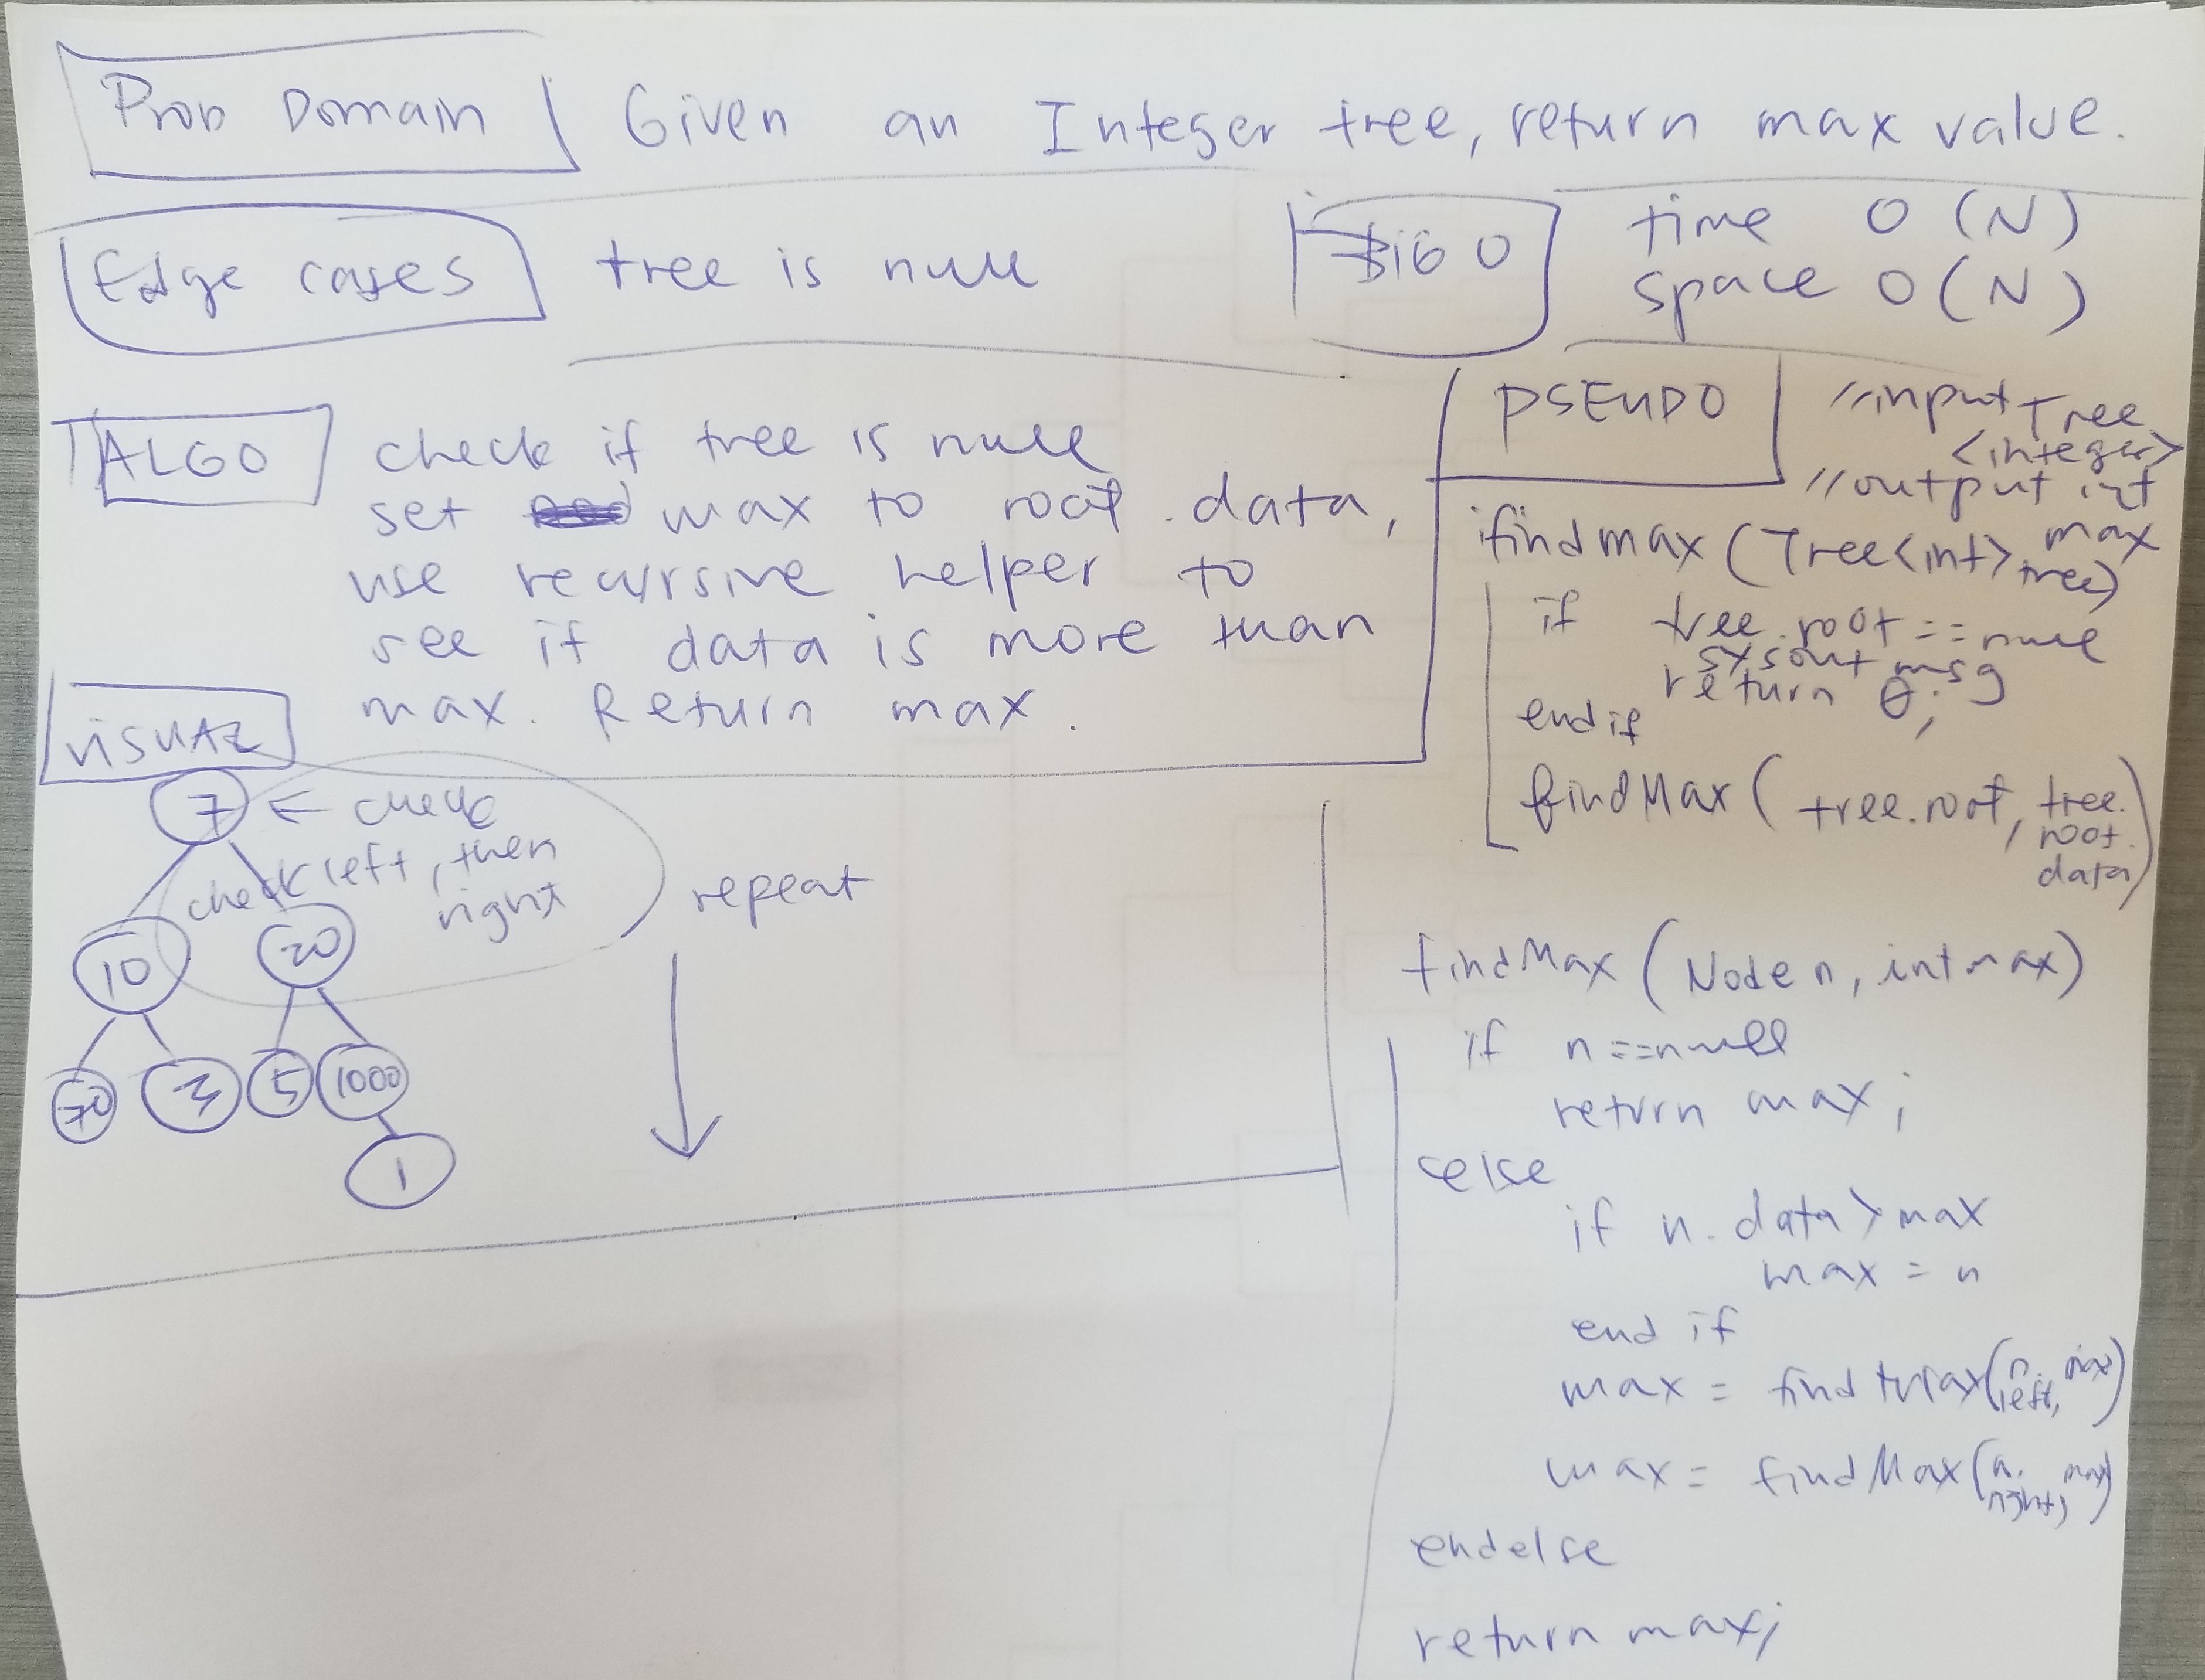 Prob Domain
Given an Integer tree, return max value.
Edge cases
tree is null
BIG O
time O(N)
space O(N)
ALGO
check if tree is null
set max to root.data,
use recursive helper to
see if data is more than
max. Return max.
PSEUDO
//input Tree
<integer>
//output int
max
findmax(Tree<int>
tree)
if tree.root==null
sysout msg
return 0;
end if
findMax(tree.root, tree.
root.
data)
findMax(Node n, int max)
if n==null
return max;
else
if n.data>max
max = n
end if
max = findMax(n.
left, max)
max = findMax(n.
right, max)
endelse
return max;
VISUAL
7 ← check
check left, then
right
repeat
10 20
3 5 1000
1